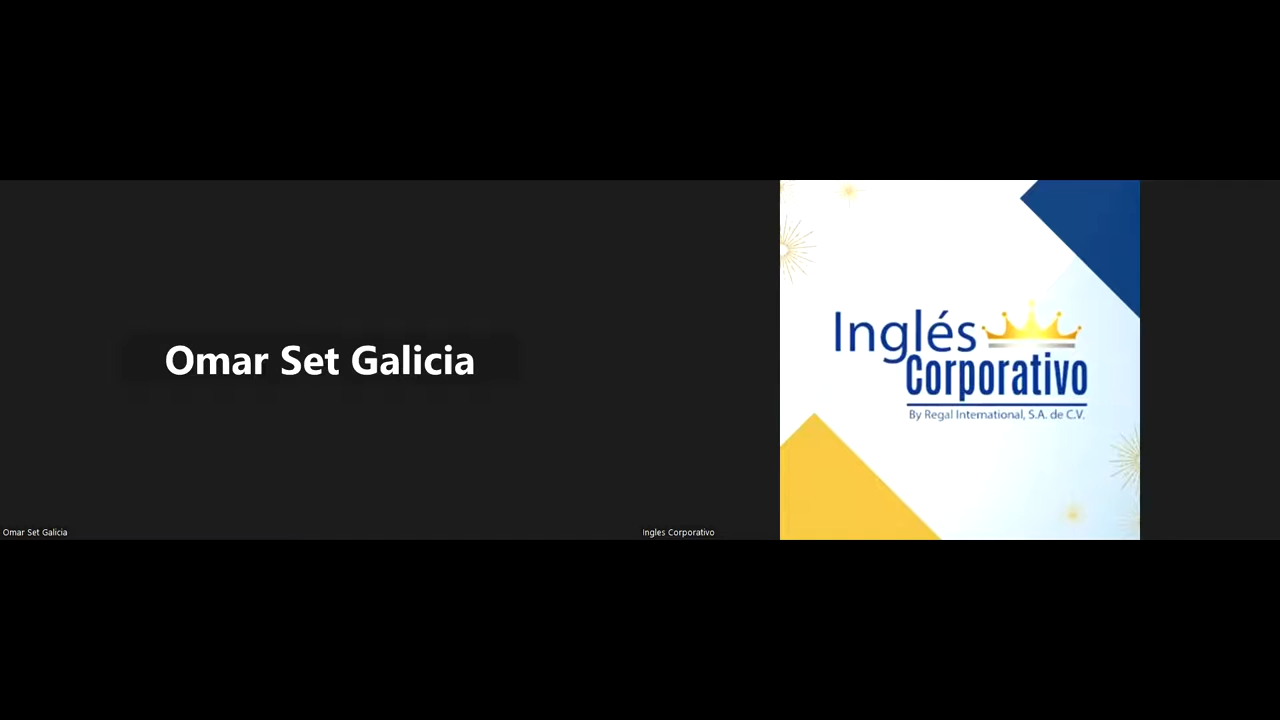 Omar Set Galicia
Omar Set Galicia
Inglés
Corporativo
By Regal International, S.A. de C.V.
Ingles Corporativo